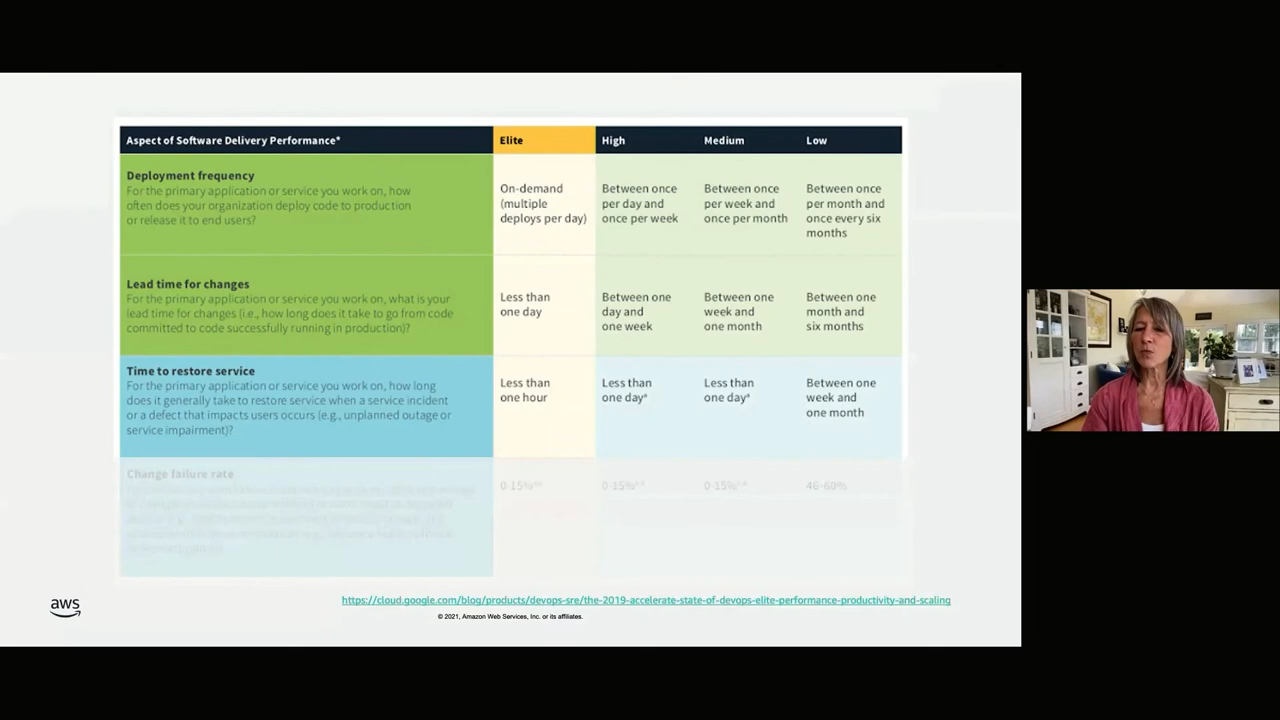 Aspect of Software Delivery Performance*
Elite
High
Medium
Low
Deployment frequency
For the primary application or service you work on, how
often does your organization deploy code to production
or release it to end users?
On-demand
(multiple
deploys per day)
Between once
per day and
once per week
Between once
per week and
once per month
Between once
per month and
once every six
months
Lead time for changes
For the primary application or service you work on, what is your
lead time for changes (i.e., how long does it take to go from code
committed to code successfully running in production)?
Less than
one day
Between one
day and
one week
Between one
week and
one month
Between one
month and
six months
Time to restore service
For the primary application or service you work on, how long
does it generally take to restore service when a service incident
or a defect that impacts users occurs (e.g., unplanned outage or
service impairment)?
Less than
one hour
Less than
one dayª
Less than
one dayª
Between one
week and
one month
Change failure rate
0-15%
0-15%
0-15%
46-60%
aws
https://cloud.google.com/blog/products/devops-sre/the-2019-accelerate-state-of-devops-elite-performance-productivity-and-scaling
© 2021, Amazon Web Services, Inc. or its affiliates.